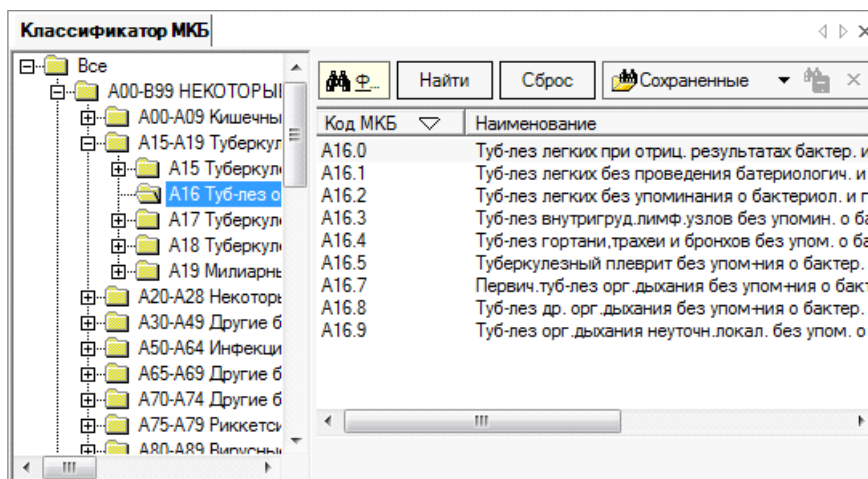 Классификатор МКБ
Все
A00-B99 НЕКОТОРЫЕ
A00-A09 Кишечны
A15-A19 Туберкул
A15 Туберкул
A16 Туб-лез о
A17 Туберкул
A18 Туберкул
A19 Милиарнь
A20-A28 Некоторь
A30-A49 Другие б
A50-A64 Инфекци
A65-A69 Другие б
A70-A74 Другие б
A75-A79 Риккетси
A80-A89 Вирусные
Ф... Найти Сброс Сохраненные
Код МКБ Наименование
A16.0 Туб-лез легких при отриц. результатах бактер. и
A16.1 Туб-лез легких без проведения батериологич. и
A16.2 Туб-лез легких без упоминания о бактериол. и г
A16.3 Туб-лез внутригруд.лимф.узлов без упомин. о ба
A16.4 Туб-лез гортани,трахеи и бронхов без упом. о ба
A16.5 Туберкулезный плеврит без упом-ния о бактер.
A16.7 Первич.туб-лез орг.дыхания без упом-ния о бакт
A16.8 Туб-лез др. орг.дыхания без упом-ния о бактер.
A16.9 Туб-лез орг.дыхания неуточн.локал. без упом. о